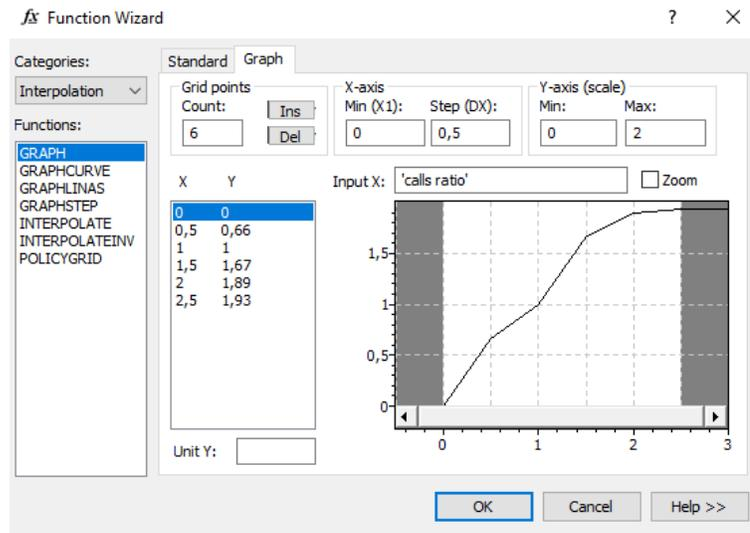 fx Function Wizard ? ×
Categories:
Interpolation
Functions:
GRAPH
GRAPHCURVE
GRAPHLINAS
GRAPHSTEP
INTERPOLATE
INTERPOLATEINV
POLICYGRID
Standard Graph
Grid points
Count:
6
Ins
Del
X-axis
Min (X1): Step (DX):
0 0,5
Y-axis (scale)
Min: Max:
0 2
X Y
0 0
0,5 0,66
1 1
1,5 1,67
2 1,89
2,5 1,93
Unit Y:
Input X: 'calls ratio' Zoom
1,5
1
0,5
0
0 1 2 3
OK Cancel Help >>